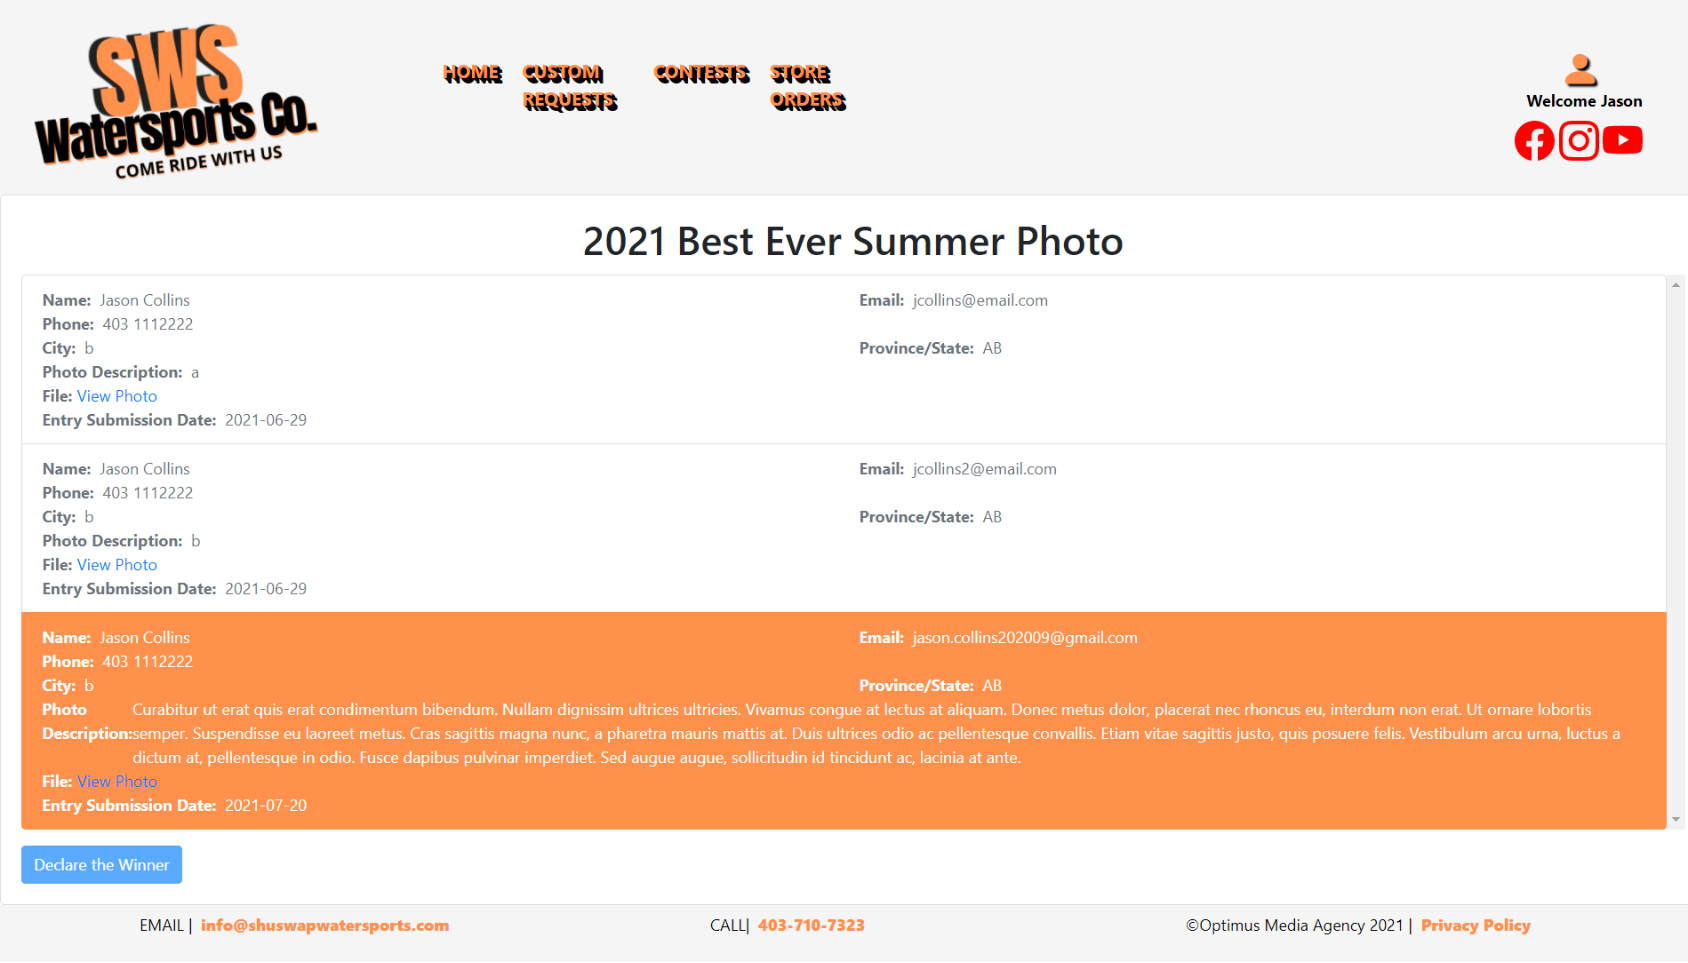 SWS
Watersports Co.
COME RIDE WITH US
HOME
CUSTOM
REQUESTS
CONTESTS
STORE
ORDERS
Welcome Jason
2021 Best Ever Summer Photo
Name: Jason Collins
Email: jcollins@email.com
Phone: 403 1112222
City: b
Province/State: AB
Photo Description: a
File: View Photo
Entry Submission Date: 2021-06-29
Name: Jason Collins
Email: jcollins2@email.com
Phone: 403 1112222
City: b
Province/State: AB
Photo Description: b
File: View Photo
Entry Submission Date: 2021-06-29
Name: Jason Collins
Email: jason.collins202009@gmail.com
Phone: 403 1112222
City: b
Province/State: AB
Photo Curabitur ut erat quis erat condimentum bibendum. Nullam dignissim ultrices ultricies. Vivamus congue at lectus at aliquam. Donec metus dolor, placerat nec rhoncus eu, interdum non erat. Ut ornare lobortis
Description: semper. Suspendisse eu laoreet metus. Cras sagittis magna nunc, a pharetra mauris mattis at. Duis ultrices odio ac pellentesque convallis. Etiam vitae sagittis justo, quis posuere felis. Vestibulum arcu urna, luctus a
dictum at, pellentesque in odio. Fusce dapibus pulvinar imperdiet. Sed augue augue, sollicitudin id tincidunt ac, lacinia at ante.
File: View Photo
Entry Submission Date: 2021-07-20
Declare the Winner
EMAIL | info@shuswapwatersports.com
CALL| 403-710-7323
©Optimus Media Agency 2021 | Privacy Policy